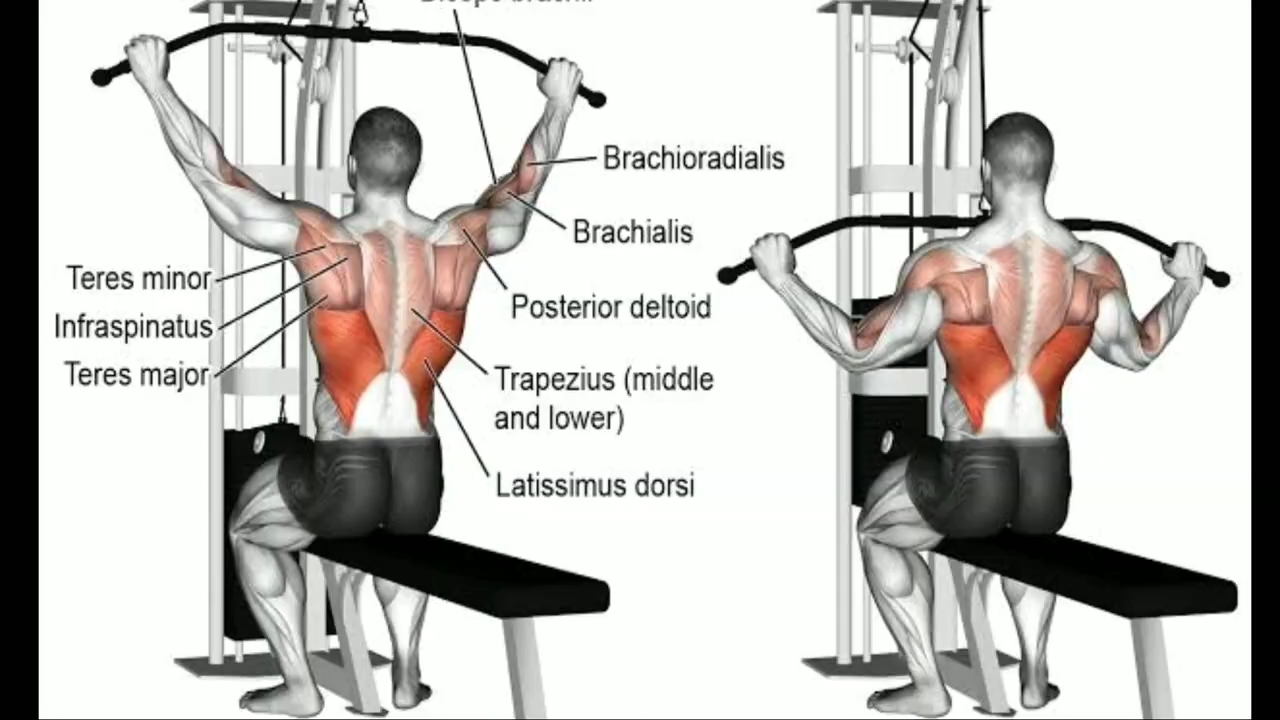 Brachioradialis
Brachialis
Teres minor
Posterior deltoid
Infraspinatus
Teres major
Trapezius (middle
and lower)
Latissimus dorsi